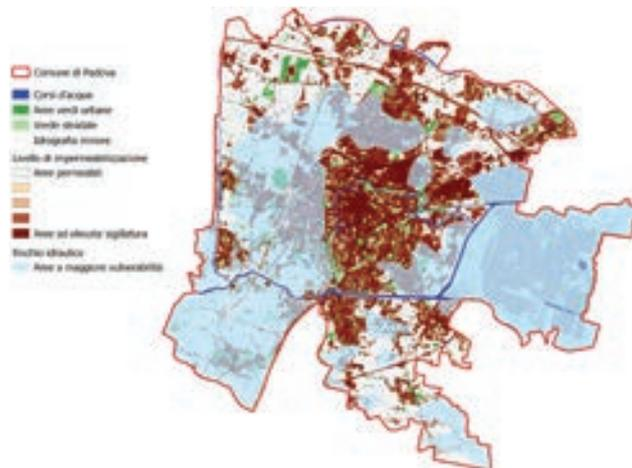 Comune di Padova
Corsi d'acqua
Aree verdi urbane
Verde stradale
Idrografia minore
Livello di impermeabilizzazione
Aree permeabili
Aree ad elevata sigillatura
Rischio idraulico
Aree a maggiore vulnerabilità